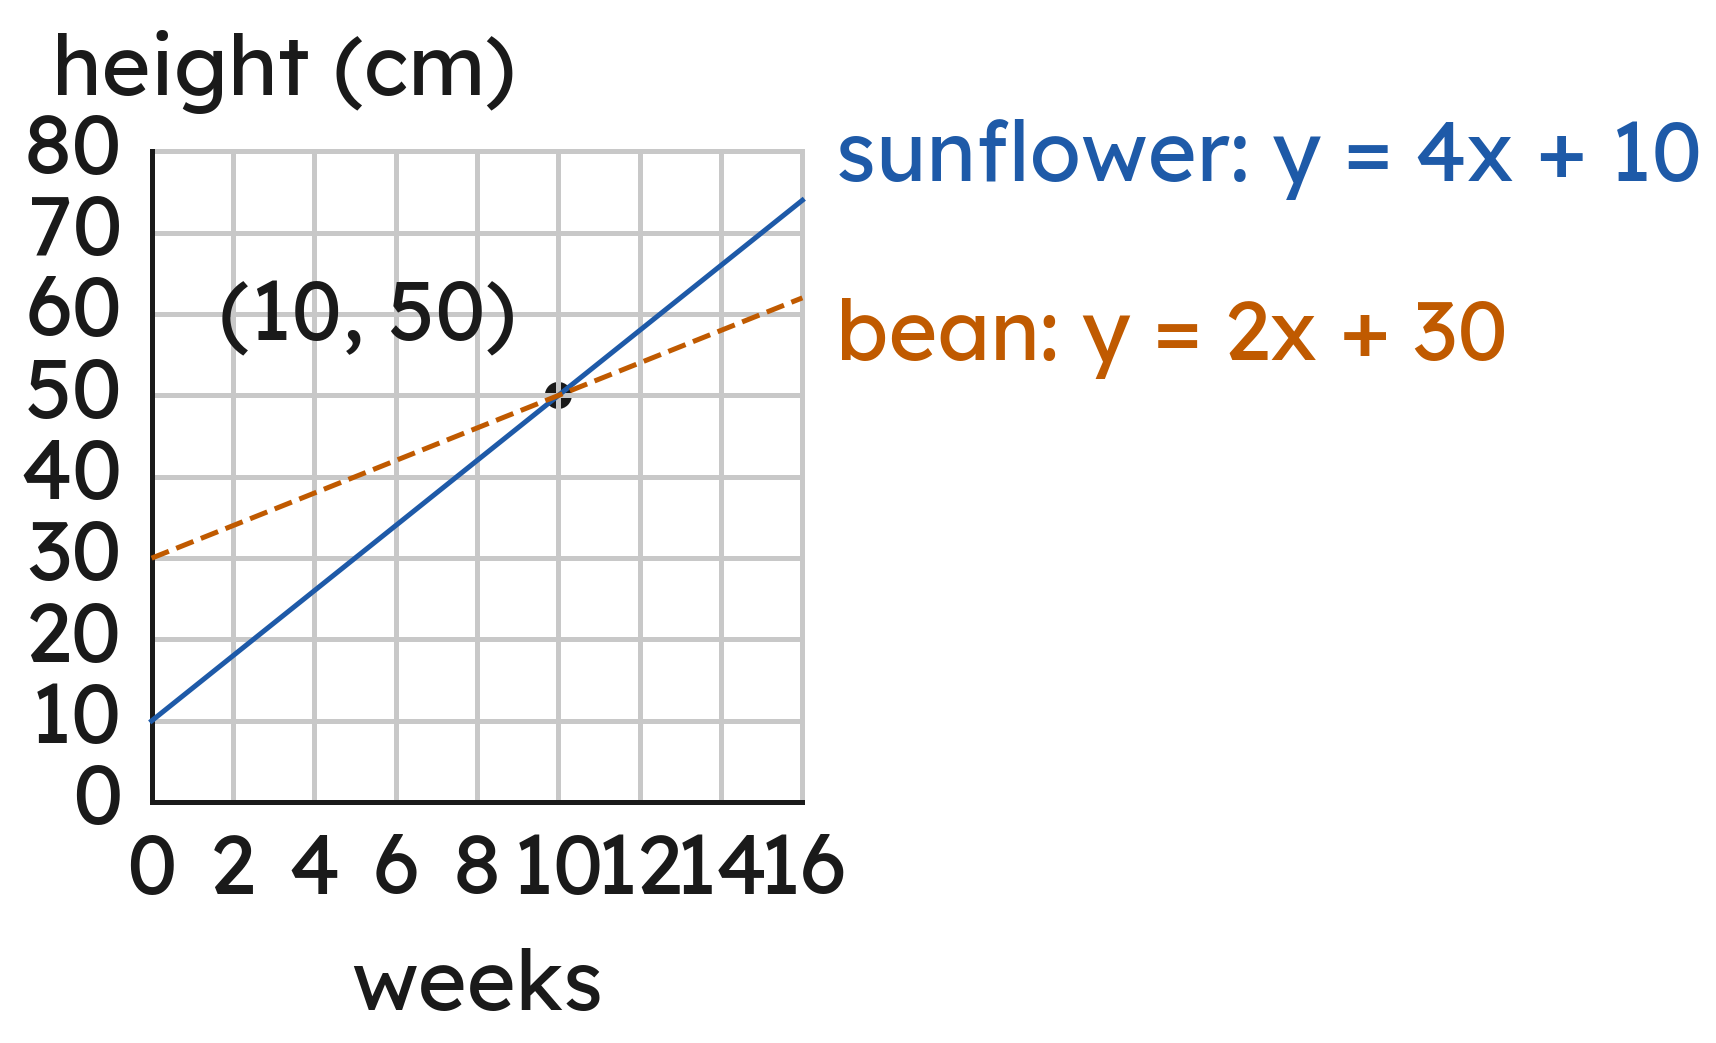 height (cm)
80
70
60
50
40
30
20
10
0
(10, 50)
0 2 4 6 8 10 12 14 16
weeks
sunflower: y = 4x + 10
bean: y = 2x + 30